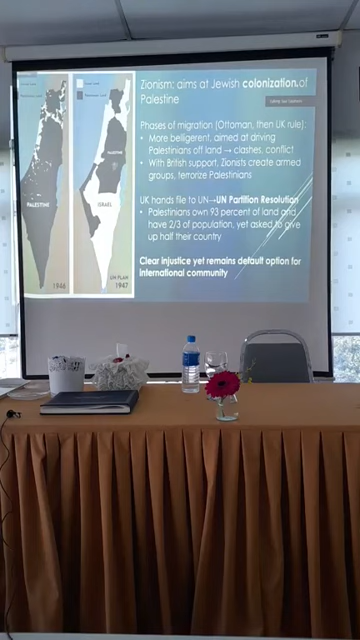 Zionism: aims at Jewish colonization of
Palestine
Phases of migration (Ottoman, then UK rule):
• More belligerent, aimed at driving
Palestinians off land → clashes, conflict
• With British support, Zionists create armed
groups, terrorize Palestinians
UK hands file to UN→UN Partition Resolution
• Palestinians own 93 percent of land and
have 2/3 of population, yet asked to give
up half their country
Clear injustice yet remains default option for
international community
PALESTINE
1946
PALESTINE
ISRAEL
UN PLAN
1947